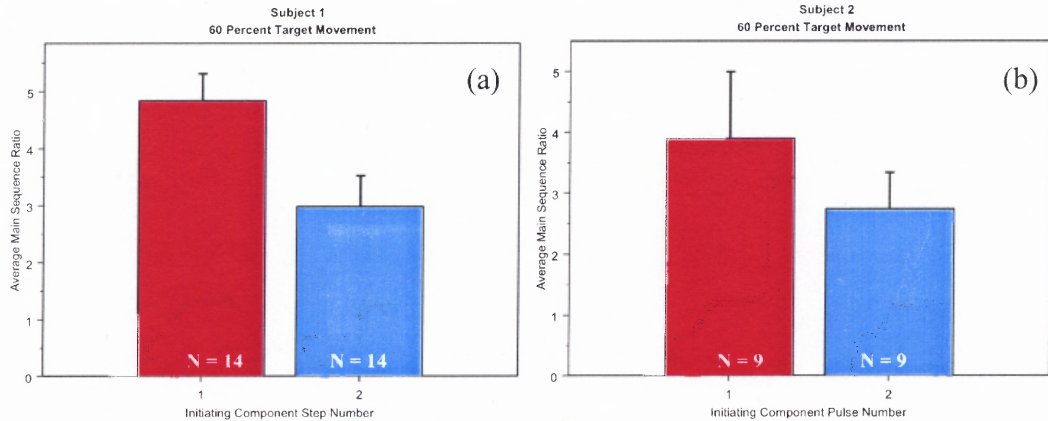 Subject 1
60 Percent Target Movement
(a)
Average Main Sequence Ratio
5
4
3
2
1
0
N = 14
N = 14
1
2
Initiating Component Step Number
Subject 2
60 Percent Target Movement
(b)
Average Main Sequence Ratio
5
4
3
2
1
0
N = 9
N = 9
1
2
Initiating Component Pulse Number